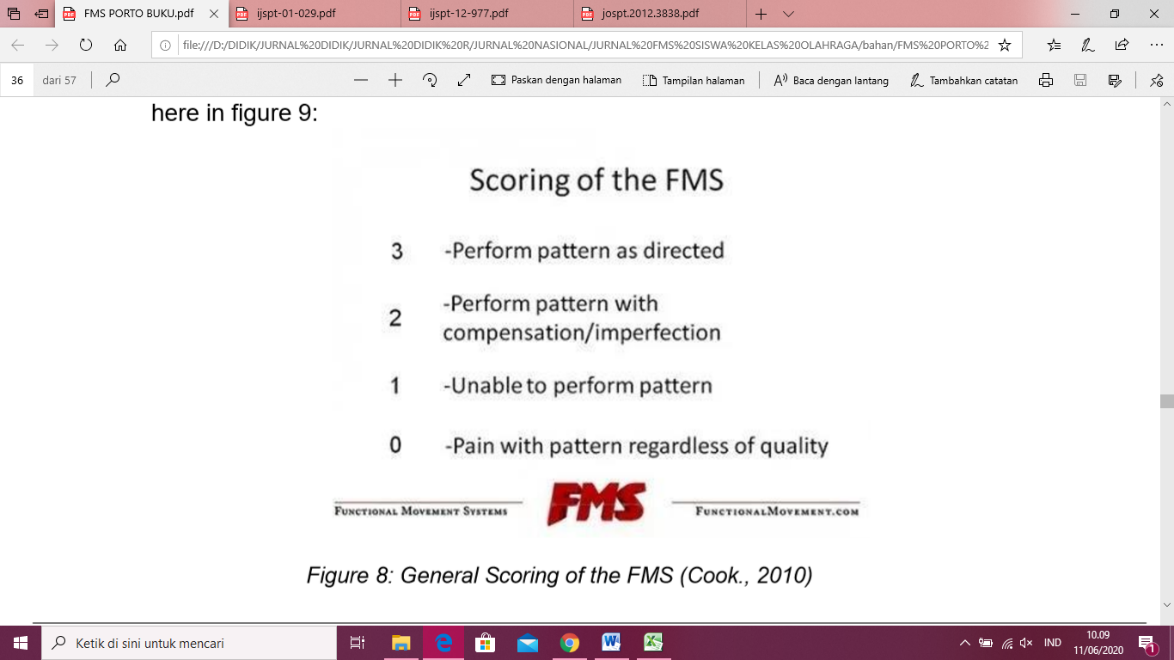 FMS PORTO BUKU.pdf
ijspt-01-029.pdf
ijspt-12-977.pdf
jospt.2012.3838.pdf
file:///D:/DIDIK/JURNAL%20DIDIK/JURNAL%20DIDIK%20R/JURNAL%20NASIONAL/JURNAL%20FMS%20SISWA%20KELAS%20OLAHRAGA/bahan/FMS%20PORTO%2
36 dari 57
Paskan dengan halaman
Tampilan halaman
Baca dengan lantang
Tambahkan catatan
here in figure 9:
Scoring of the FMS
3 -Perform pattern as directed
2 -Perform pattern with
compensation/imperfection
1 -Unable to perform pattern
0 -Pain with pattern regardless of quality
FUNCTIONAL MOVEMENT SYSTEMS FMS FUNCTIONALMOVEMENT.COM
Figure 8: General Scoring of the FMS (Cook., 2010)
Ketik di sini untuk mencari
IND
10.09
11/06/2020
1